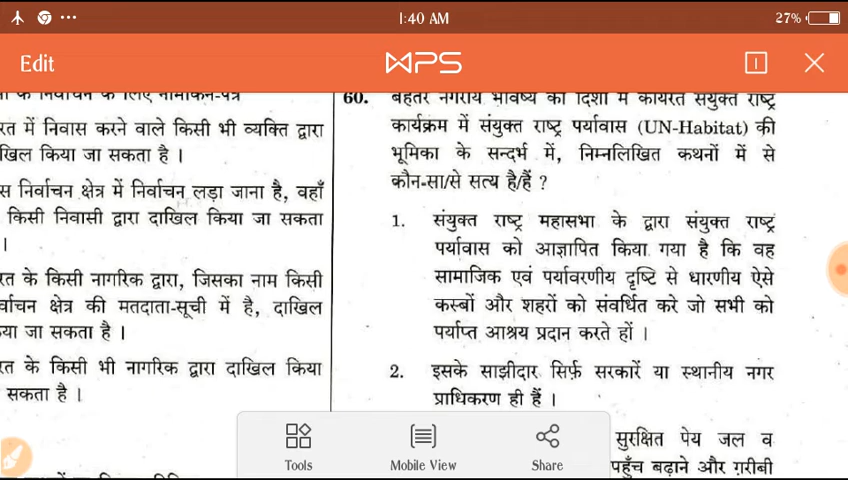 1:40 AM
27%
Edit
WPS
रत में निवास करने वाले किसी भी व्यक्ति द्वारा
खिल किया जा सकता है ।
स निर्वाचन क्षेत्र में निर्वाचन लड़ा जाना है, वहाँ
किसी निवासी द्वारा दाखिल किया जा सकता
।
रत के किसी नागरिक द्वारा, जिसका नाम किसी
र्वाचन क्षेत्र की मतदाता-सूची में है, दाखिल
या जा सकता है ।
रत के किसी भी नागरिक द्वारा दाखिल किया
सकता है ।
60. बेहतर नगरीय भविष्य की दिशा में कार्यरत संयुक्त राष्ट्र
कार्यक्रम में संयुक्त राष्ट्र पर्यावास (UN-Habitat) की
भूमिका के सन्दर्भ में, निम्नलिखित कथनों में से
कौन-सा/से सत्य है/हैं ?
1. संयुक्त राष्ट्र महासभा के द्वारा संयुक्त राष्ट्र
पर्यावास को आज्ञापित किया गया है कि वह
सामाजिक एवं पर्यावरणीय दृष्टि से धारणीय ऐसे
कस्बों और शहरों को संवर्धित करे जो सभी को
पर्याप्त आश्रय प्रदान करते हों ।
2. इसके साझीदार सिर्फ़ सरकारें या स्थानीय नगर
प्राधिकरण ही हैं ।
सुरक्षित पेय जल व
पहुँच बढ़ाने और ग़रीबी
Tools
Mobile View
Share